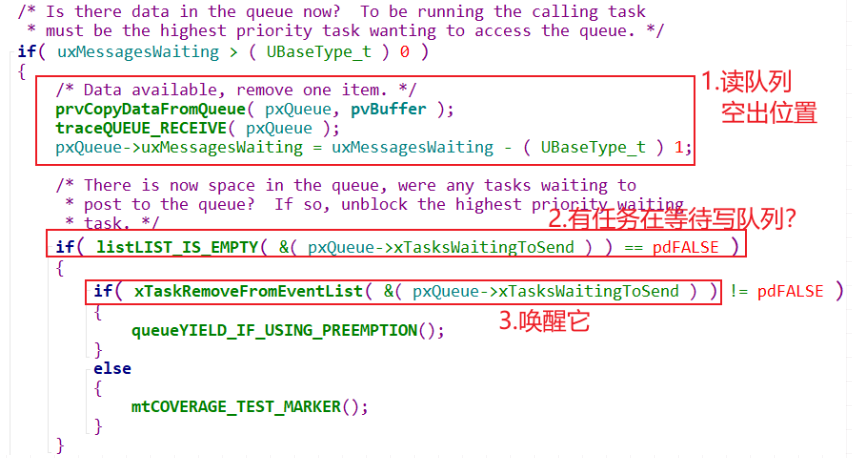 /* Is there data in the queue now?  To be running the calling task
 * must be the highest priority task wanting to access the queue. */
if( uxMessagesWaiting > ( UBaseType_t ) 0 )
{
    /* Data available, remove one item. */
    prvCopyDataFromQueue( pxQueue, pvBuffer );
    traceQUEUE_RECEIVE( pxQueue );
    pxQueue->uxMessagesWaiting = uxMessagesWaiting - ( UBaseType_t ) 1;
1.读队列
空出位置
    /* There is now space in the queue, were any tasks waiting to
     * post to the queue?  If so, unblock the highest priority waiting
     * task. */
2.有任务在等待写队列?
    if( listLIST_IS_EMPTY( &( pxQueue->xTasksWaitingToSend ) ) == pdFALSE )
    {
        if( xTaskRemoveFromEventList( &( pxQueue->xTasksWaitingToSend ) ) != pdFALSE )
        {
3.唤醒它
            queueYIELD_IF_USING_PREEMPTION();
        }
        else
        {
            mtCOVERAGE_TEST_MARKER();
        }
    }